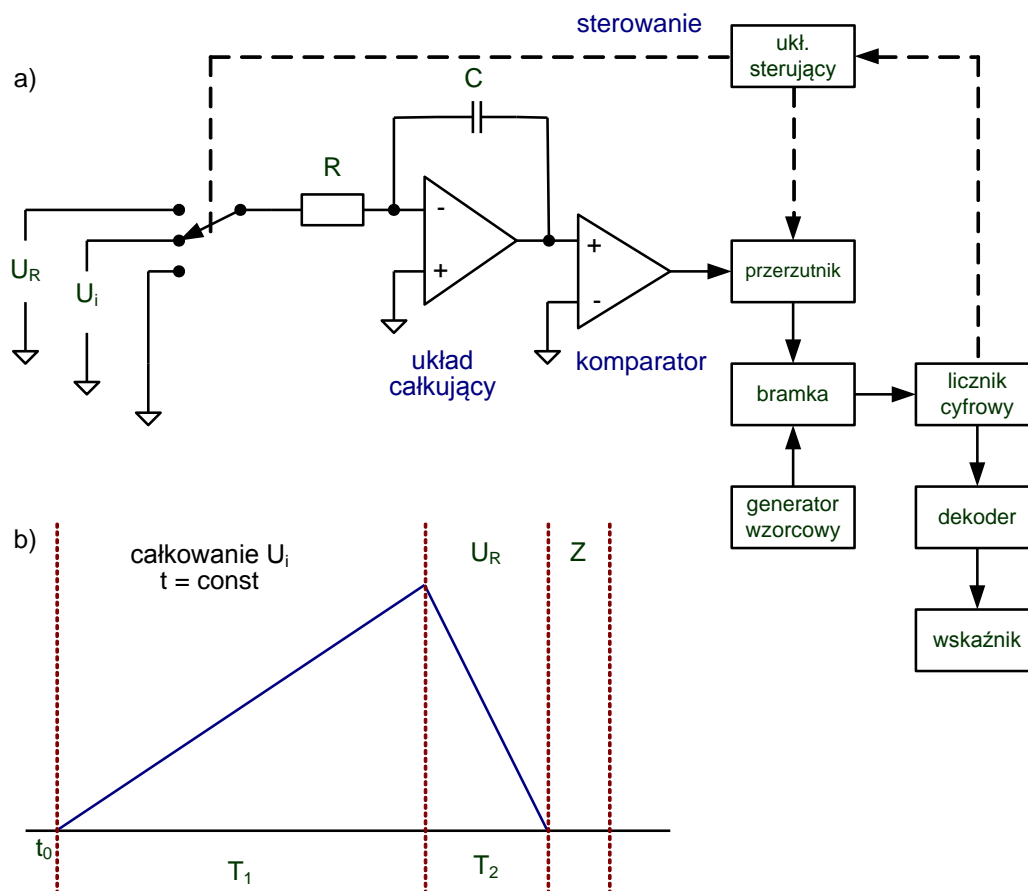 sterowanie
ukł.
sterujący
a)
C
R
-
+
+
-
U_R
U_i
przerzutnik
układ
całkujący
komparator
bramka
licznik
cyfrowy
generator
wzorcowy
dekoder
wskaźnik
b)
całkowanie U_i
t = const
U_R
Z
t_0
T_1
T_2